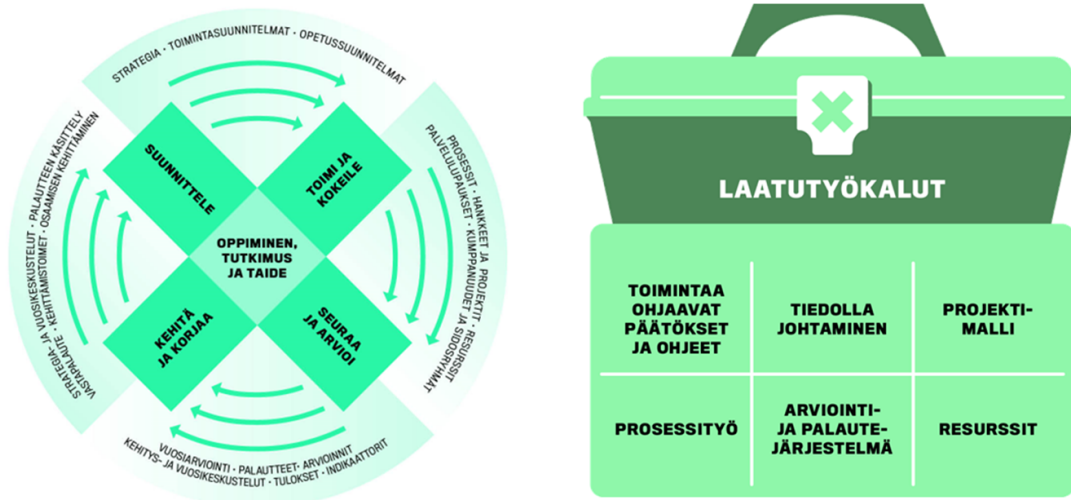 STRATEGIA • TOIMINTASUUNNITELMAT • OPETUSSUUNNITELMAT
SUUNNITTELE
TOIMI JA
KOKEILE
PROSESSIT • HANKKEET JA PROJEKTIT • RESURSSIT
PALVELULUPAUKSET • KUMPPANUUDET JA SIDOSRYHMÄT
OPPIMINEN,
TUTKIMUS
JA TAIDE
SEURAA
JA ARVIOI
VUOSIARVIOINTI • PALAUTTEET• ARVIOINNIT
KEHITYS- JA VUOSIKESKUSTELUT • TULOKSET • INDIKAATTORIT
KEHITÄ
JA KORJAA
STRATEGIA- JA VUOSIKESKUSTELUT • PALAUTTEEN KÄSITTELY
VASTAPALAUTE • KEHITTÄMISTOIMET • OSAAMISEN KEHITTÄMINEN
LAATUTYÖKALUT
TOIMINTAA
OHJAAVAT
PÄÄTÖKSET
JA OHJEET
TIEDOLLA
JOHTAMINEN
PROJEKTI-
MALLI
PROSESSITYÖ
ARVIOINTI-
JA PALAUTE-
JÄRJESTELMÄ
RESURSSIT